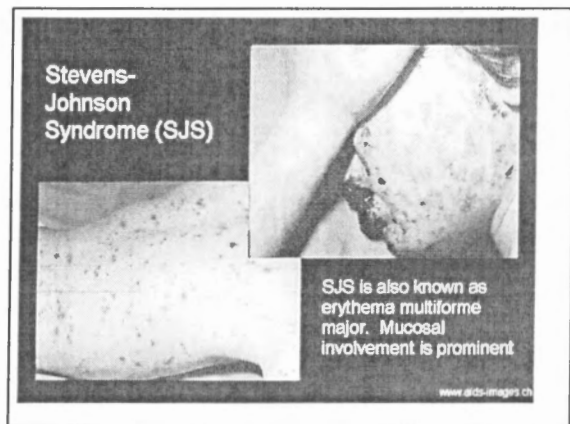 Stevens-
Johnson
Syndrome (SJS)
SJS is also known as
erythema multiforme
major.  Mucosal
involvement is prominent
www.aids-images.ch